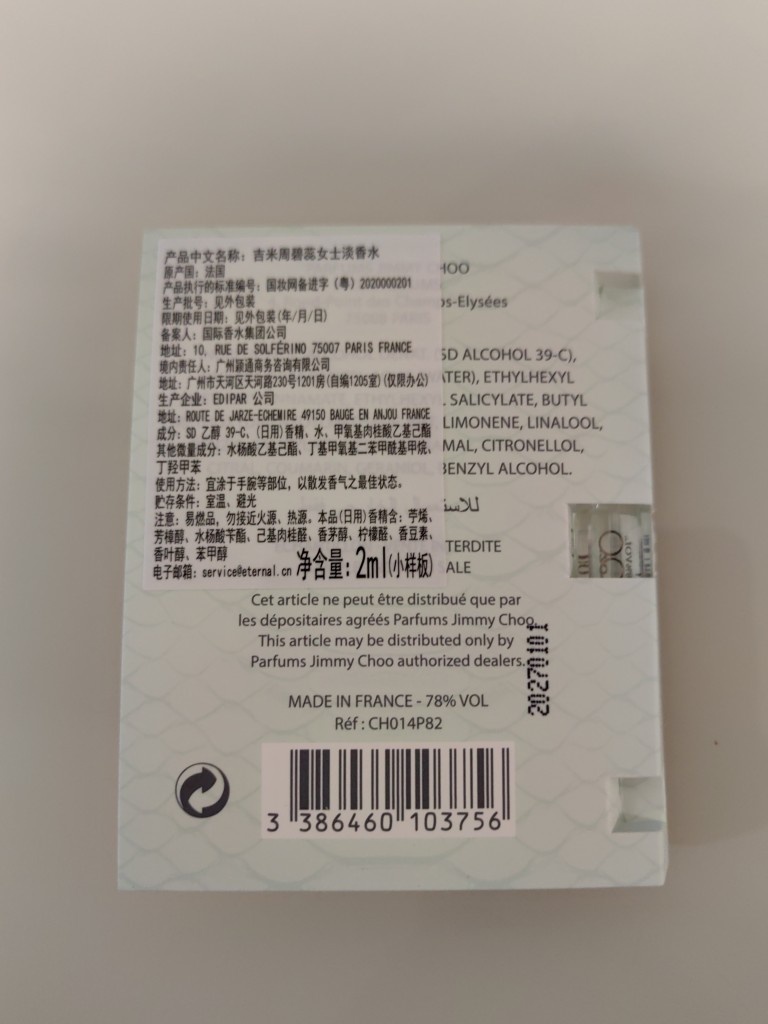 产品中文名称：吉米周碧蕊女士淡香水
原产国：法国
产品执行的标准编号：国妆网备进字（粤）2020000201
生产批号：见外包装
限期使用日期：见外包装(年/月/日)
备案人：国际香水集团公司
地址：10, RUE DE SOLFÉRINO 75007 PARIS FRANCE
境内责任人：广州颖通商务咨询有限公司
地址：广州市天河区天河路230号1201房(自编1205室)(仅限办公)
生产企业：EDIPAR 公司
地址：ROUTE DE JARZE-ECHEMIRE 49150 BAUGE EN ANJOU FRANCE
成分：SD 乙醇 39-C、(日用)香精、水、甲氧基肉桂酸乙基己酯
其他微量成分：水杨酸乙基己酯、丁基甲氧基二苯甲酰基甲烷、
丁羟甲苯
使用方法：宜涂于手腕等部位，以散发香气之最佳状态。
贮存条件：室温、避光
注意：易燃品，勿接近火源、热源。本品(日用)香精含：苧烯、
芳樟醇、水杨酸苄酯、己基肉桂醛、香茅醇、柠檬醛、香豆素、
香叶醇、苯甲醇
电子邮箱：service@eternal.cn 净含量：2ml(小样板)
CHOO
ps-Elysées
(SD ALCOHOL 39-C),
ATER), ETHYLHEXYL
SALICYLATE, BUTYL
LIMONENE, LINALOOL,
MAL, CITRONELLOL,
BENZYL ALCOHOL.
للاست
TERDITE
ALE
Cet article ne peut être distribué que par
les dépositaires agréés Parfums Jimmy Choo.
This article may be distributed only by
Parfums Jimmy Choo authorized dealers.
20270101
MADE IN FRANCE - 78% VOL
Réf : CH014P82
3 386460 103756